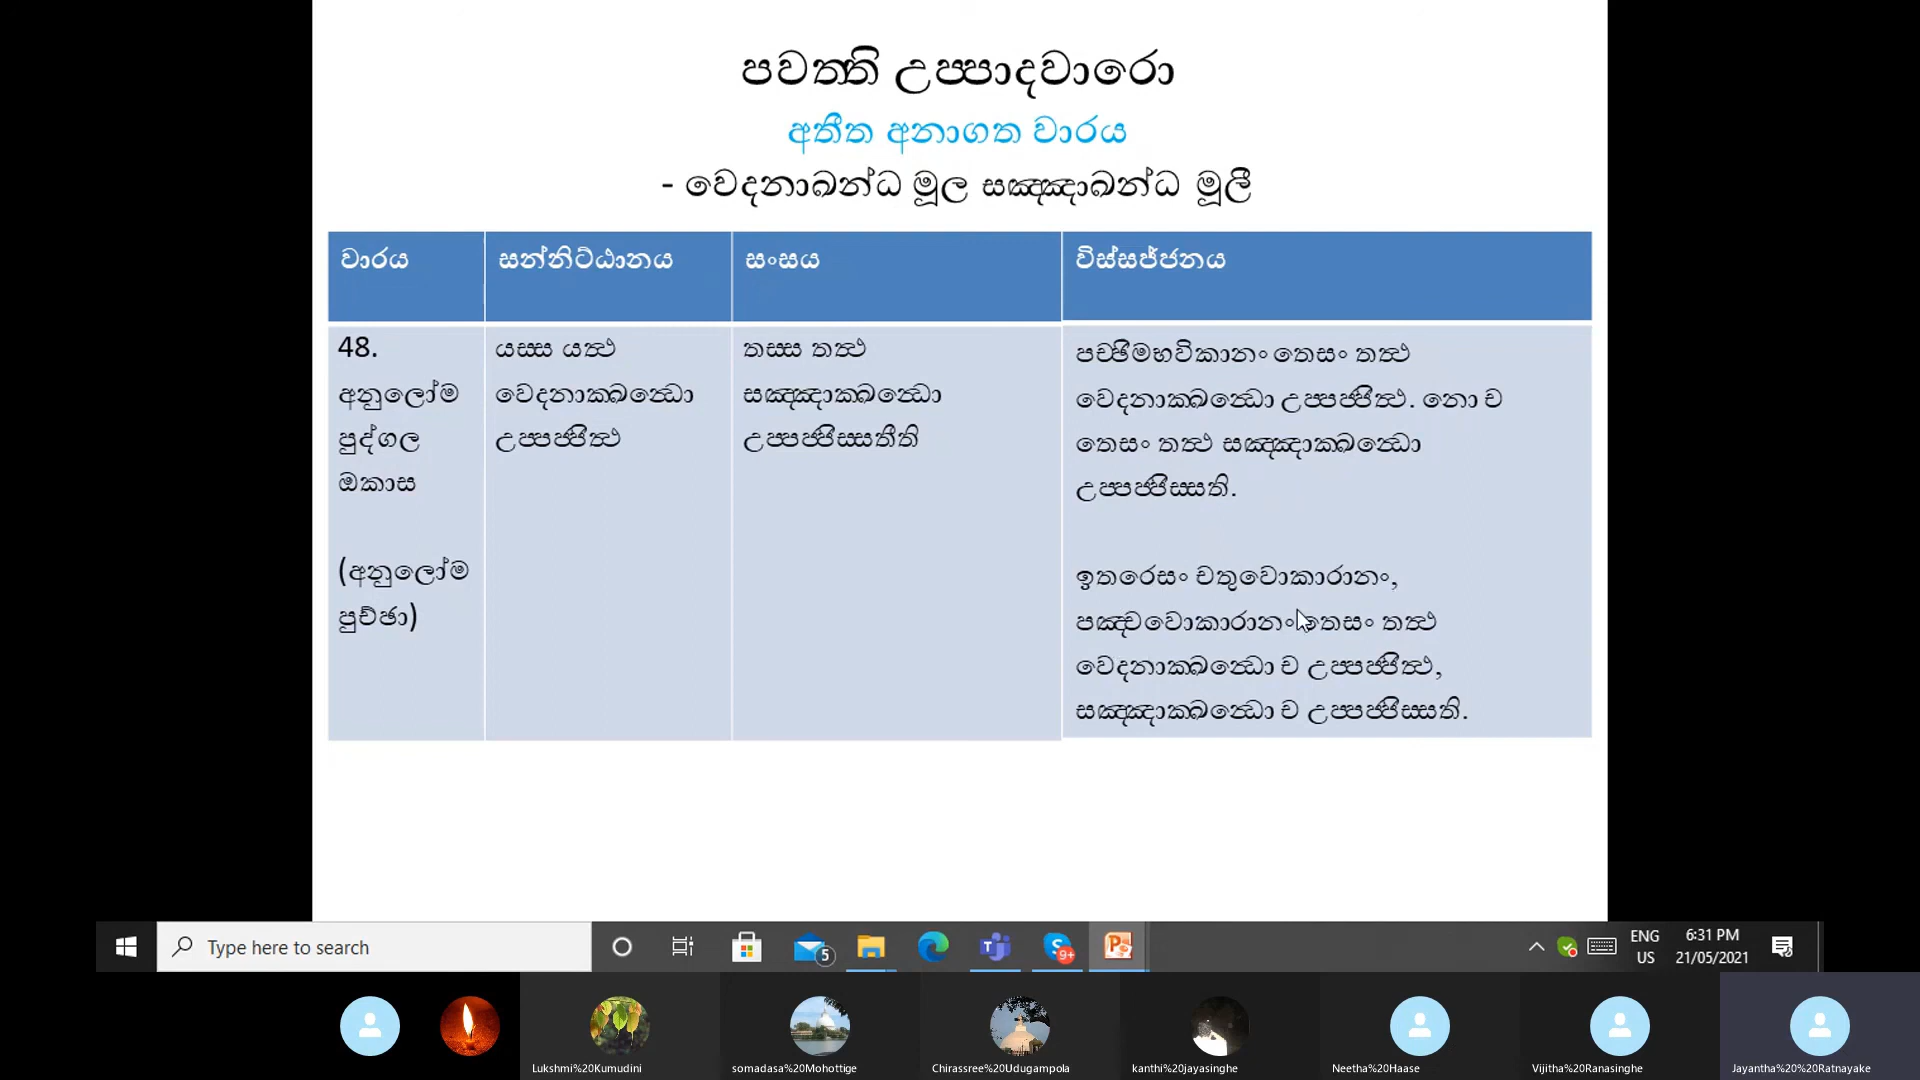 පවත්ති උප්පාදවාරො
අතීත අනාගත වාරය
- වෙදනාඛන්ධ මූල සඤ්ඤාඛන්ධ මූලී
වාරය
සන්නිට්ඨානය
සංසය
විස්සජ්ජනය
48.
අනුලෝම
පුද්ගල
ඔකාස
(අනුලෝම
පුච්ඡා)
යස්ස යත්ථ
වෙදනාක්ඛන්ධො
උප්පජ්ජිත්ථ
තස්ස තත්ථ
සඤ්ඤාක්ඛන්ධො
උප්පජ්ජිස්සතීති
පච්ඡිමභවිකානං තෙසං තත්ථ
වෙදනාක්ඛන්ධො උප්පජ්ජිත්ථ. නො ච
තෙසං තත්ථ සඤ්ඤාක්ඛන්ධො
උප්පජ්ජිස්සති.
ඉතරෙසං චතුවොකාරානං,
පඤ්චවොකාරානං තෙසං තත්ථ
වෙදනාක්ඛන්ධො ච උප්පජ්ජිත්ථ,
සඤ්ඤාක්ඛන්ධො ච උප්පජ්ජිස්සති.
Type here to search
5
9+
ENG
US
6:31 PM
21/05/2021
Lukshmi%20Kumudini
somadasa%20Mohottige
Chirassree%20Udugampola
kanthi%20jayasinghe
Neetha%20Haase
Vijitha%20Ranasinghe
Jayantha%20%20Ratnayake